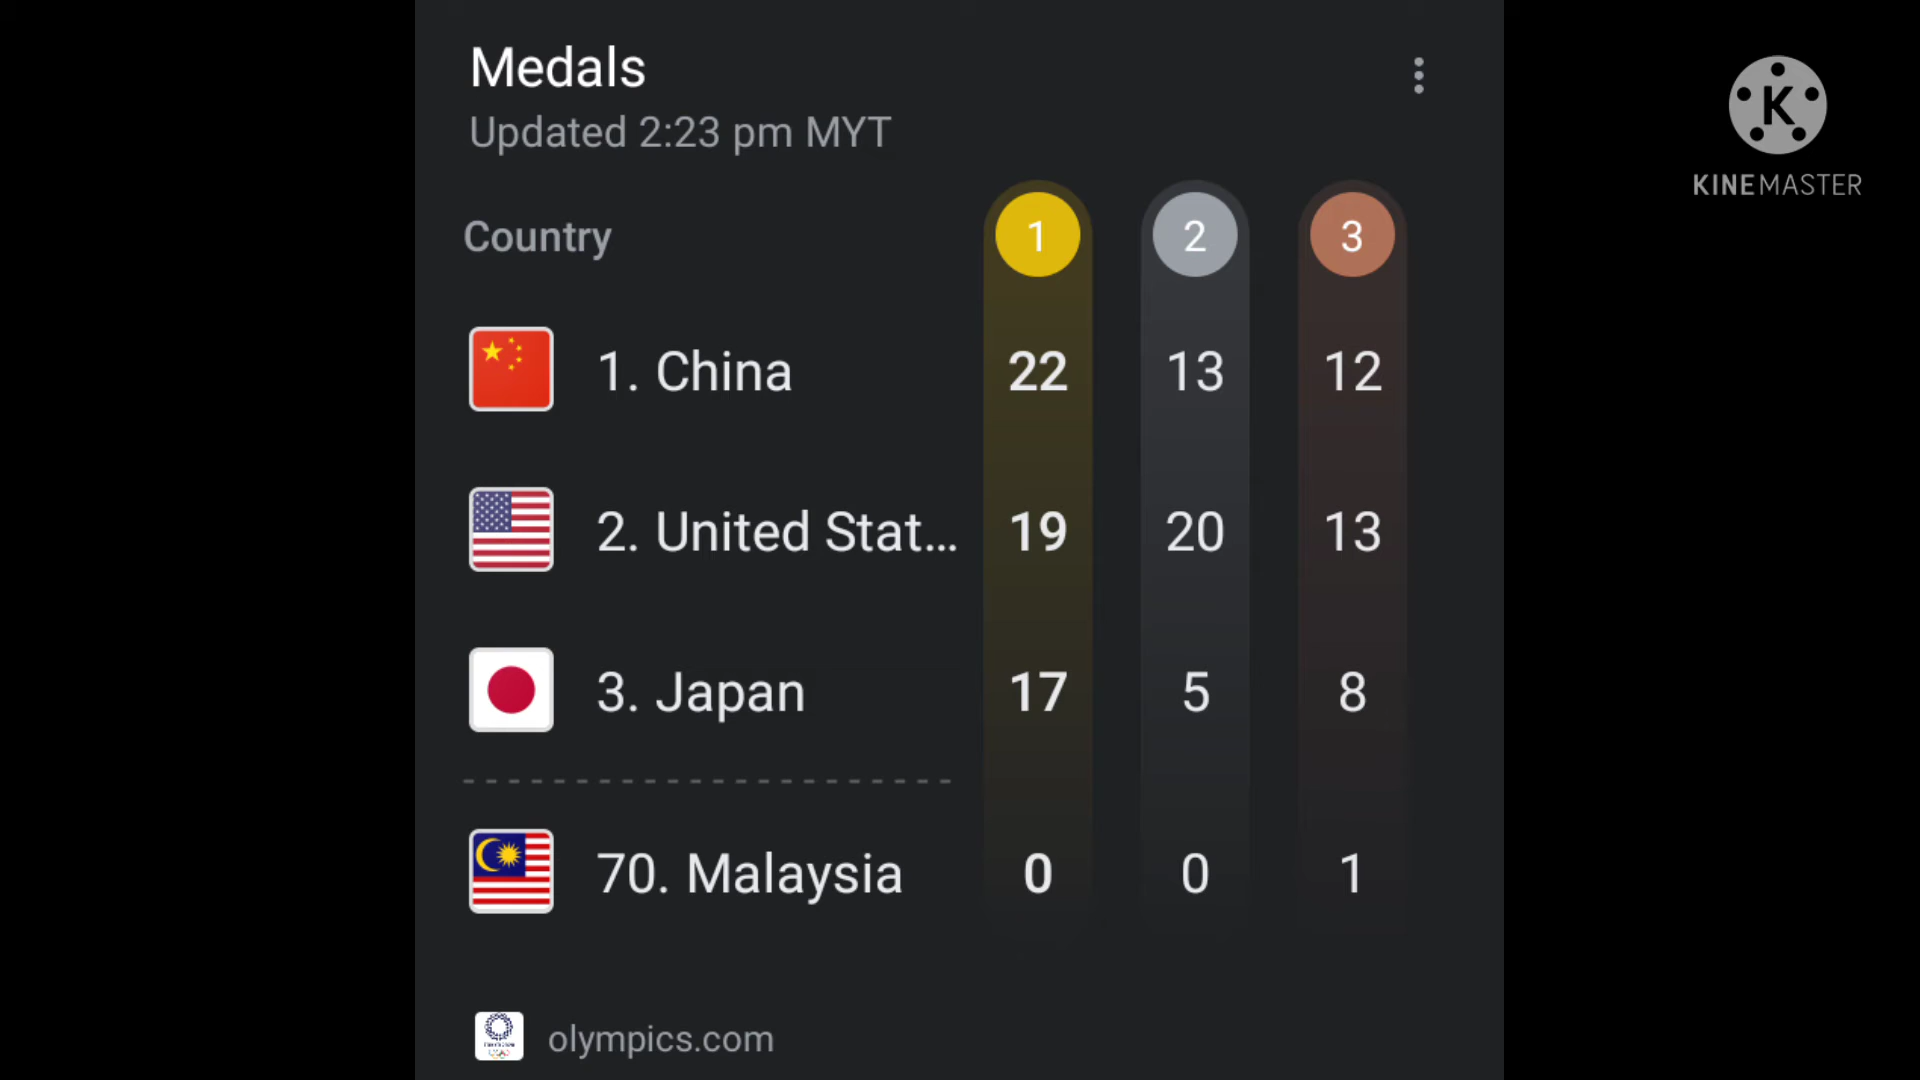 Medals
Updated 2:23 pm MYT
K
KINEMASTER
Country 1 2 3
1. China 22 13 12
2. United Stat... 19 20 13
3. Japan 17 5 8
70. Malaysia 0 0 1
olympics.com